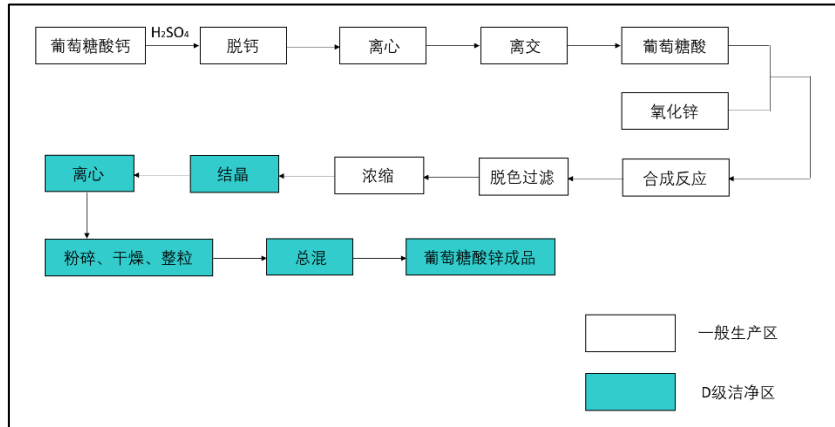 葡萄糖酸钙
H₂SO₄
脱钙
离心
离交
葡萄糖酸
氧化锌
离心
结晶
浓缩
脱色过滤
合成反应
粉碎、干燥、整粒
总混
葡萄糖酸锌成品
一般生产区
D级洁净区